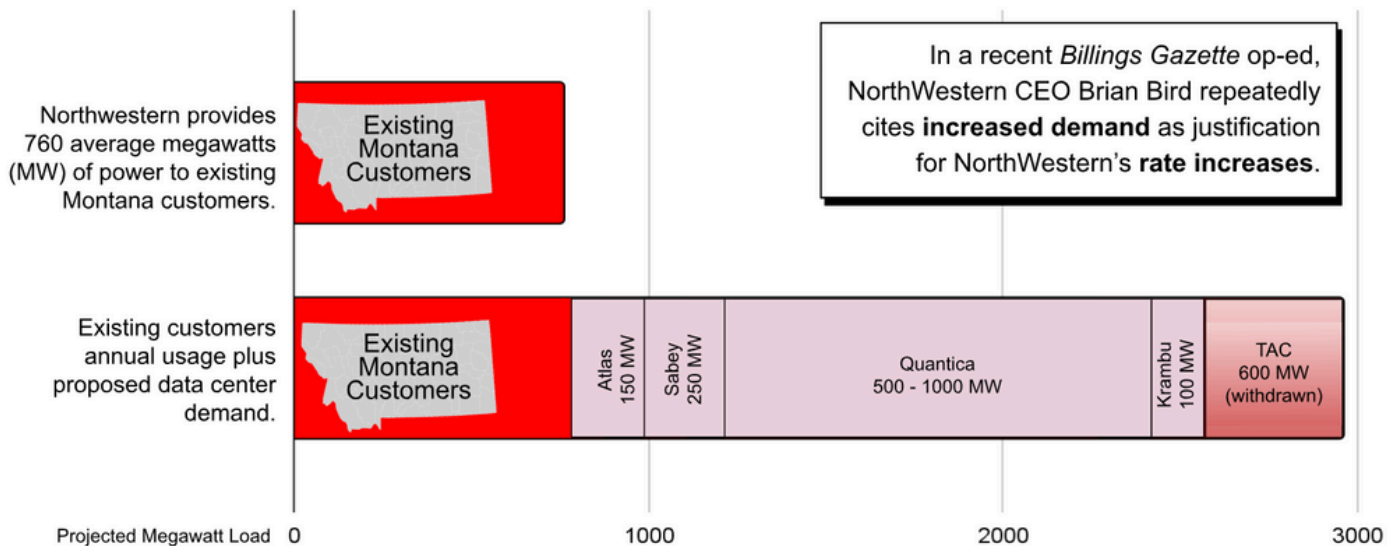 In a recent Billings Gazette op-ed,
NorthWestern CEO Brian Bird repeatedly
cites increased demand as justification
for NorthWestern's rate increases.
Northwestern provides
760 average megawatts
(MW) of power to existing
Montana customers.
Existing
Montana
Customers
Existing customers
annual usage plus
proposed data center
demand.
Existing
Montana
Customers
Atlas
150 MW
Sabey
250 MW
Quantica
500 - 1000 MW
Krambu
100 MW
TAC
600 MW
(withdrawn)
Projected Megawatt Load 0 1000 2000 3000